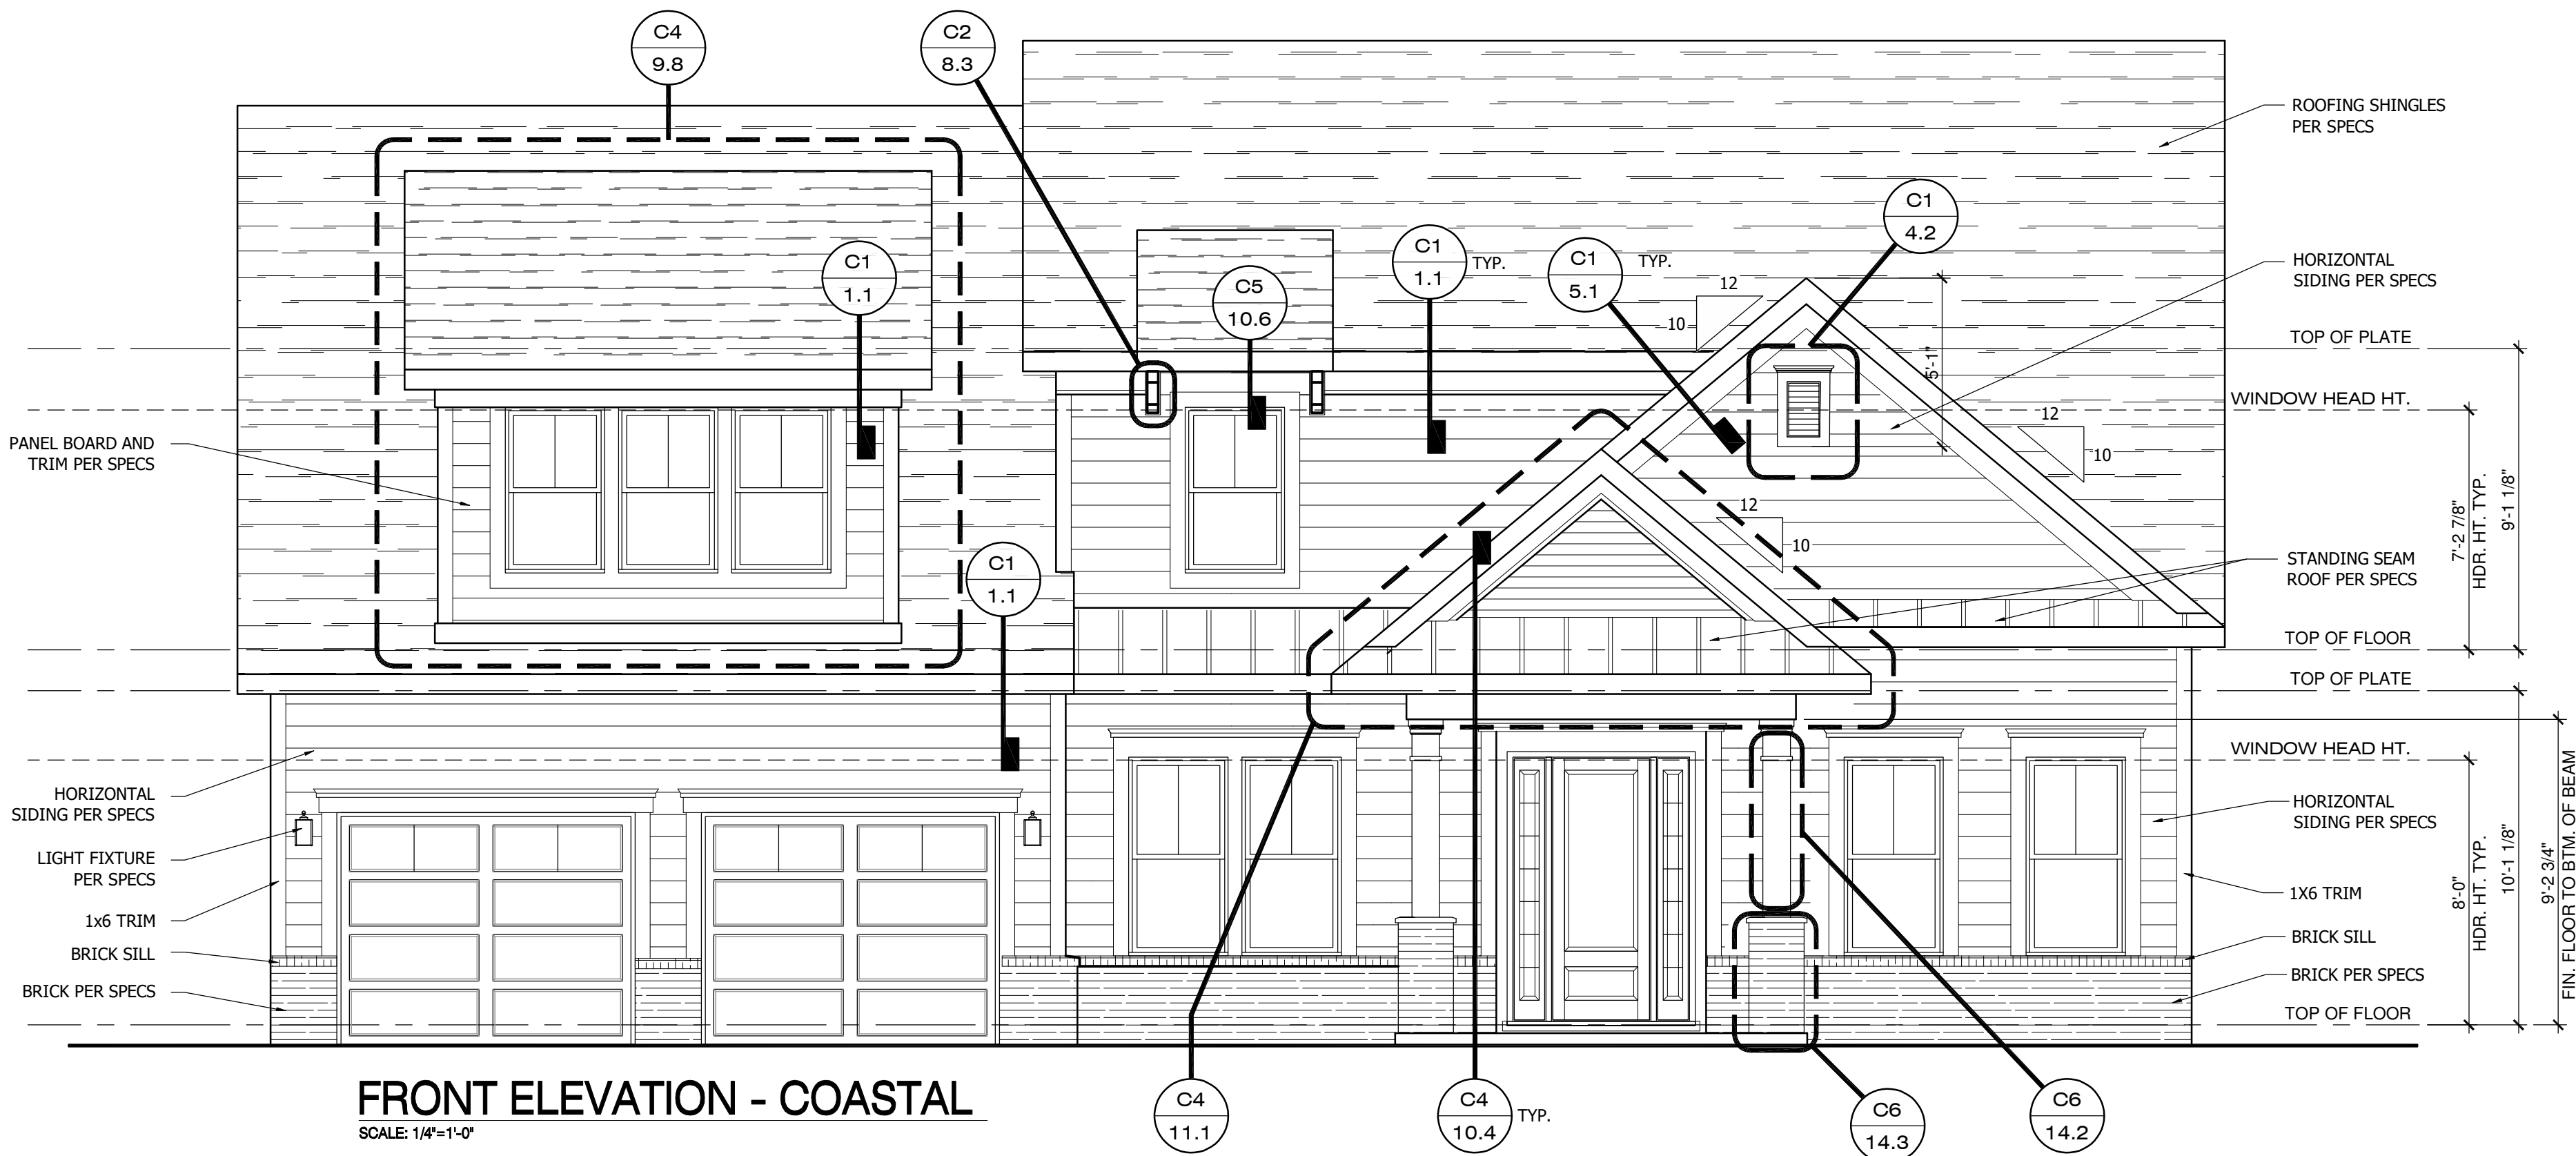 C4
9.8
C2
8.3
ROOFING SHINGLES
PER SPECS
C1
4.2
C1
1.1
C5
10.6
C1
1.1
TYP.
C1
5.1
TYP.
12
10
5'-1"
HORIZONTAL
SIDING PER SPECS
TOP OF PLATE
WINDOW HEAD HT.
12
10
PANEL BOARD AND
TRIM PER SPECS
7'-2 7/8"
HDR. HT. TYP.
9'-1 1/8"
12
10
C1
1.1
STANDING SEAM
ROOF PER SPECS
TOP OF FLOOR
TOP OF PLATE
WINDOW HEAD HT.
HORIZONTAL
SIDING PER SPECS
HORIZONTAL
SIDING PER SPECS
LIGHT FIXTURE
PER SPECS
8'-0"
HDR. HT. TYP.
10'-1 1/8"
9'-2 3/4"
FIN. FLOOR TO BTM. OF BEAM
1x6 TRIM
1X6 TRIM
BRICK SILL
BRICK SILL
BRICK PER SPECS
BRICK PER SPECS
TOP OF FLOOR
FRONT ELEVATION - COASTAL
SCALE: 1/4"=1'-0"
C4
11.1
C4
10.4
TYP.
C6
14.3
C6
14.2